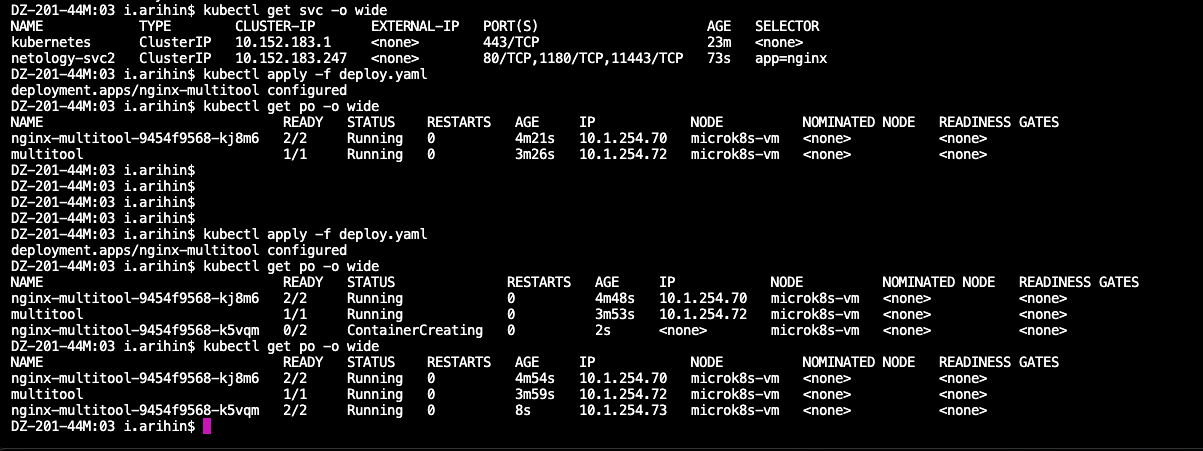 DZ-201-44M:03 i.arihin$ kubectl get svc -o wide
NAME            TYPE        CLUSTER-IP       EXTERNAL-IP   PORT(S)                     AGE   SELECTOR
kubernetes      ClusterIP   10.152.183.1     <none>        443/TCP                     23m   <none>
netology-svc2   ClusterIP   10.152.183.247   <none>        80/TCP,1180/TCP,11443/TCP   73s   app=nginx
DZ-201-44M:03 i.arihin$ kubectl apply -f deploy.yaml
deployment.apps/nginx-multitool configured
DZ-201-44M:03 i.arihin$ kubectl get po -o wide
NAME                              READY   STATUS    RESTARTS   AGE     IP            NODE          NOMINATED NODE   READINESS GATES
nginx-multitool-9454f9568-kj8m6   2/2     Running   0          4m21s   10.1.254.70   microk8s-vm   <none>           <none>
multitool                         1/1     Running   0          3m26s   10.1.254.72   microk8s-vm   <none>           <none>
DZ-201-44M:03 i.arihin$
DZ-201-44M:03 i.arihin$
DZ-201-44M:03 i.arihin$
DZ-201-44M:03 i.arihin$ kubectl apply -f deploy.yaml
deployment.apps/nginx-multitool configured
DZ-201-44M:03 i.arihin$ kubectl get po -o wide
NAME                              READY   STATUS              RESTARTS   AGE     IP            NODE          NOMINATED NODE   READINESS GATES
nginx-multitool-9454f9568-kj8m6   2/2     Running             0          4m48s   10.1.254.70   microk8s-vm   <none>           <none>
multitool                         1/1     Running             0          3m53s   10.1.254.72   microk8s-vm   <none>           <none>
nginx-multitool-9454f9568-k5vqm   0/2     ContainerCreating   0          2s      <none>        microk8s-vm   <none>           <none>
DZ-201-44M:03 i.arihin$ kubectl get po -o wide
NAME                              READY   STATUS    RESTARTS   AGE     IP            NODE          NOMINATED NODE   READINESS GATES
nginx-multitool-9454f9568-kj8m6   2/2     Running   0          4m54s   10.1.254.70   microk8s-vm   <none>           <none>
multitool                         1/1     Running   0          3m59s   10.1.254.72   microk8s-vm   <none>           <none>
nginx-multitool-9454f9568-k5vqm   2/2     Running   0          8s      10.1.254.73   microk8s-vm   <none>           <none>
DZ-201-44M:03 i.arihin$